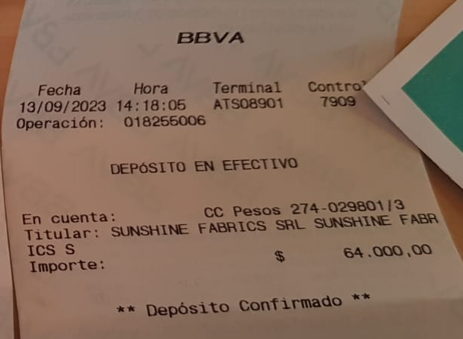 BBVA
Fecha Hora Terminal Control
13/09/2023 14:18:05 ATS08901 7909
Operación: 018255006
DEPóSITO EN EFECTIVO
En cuenta: CC Pesos 274-029801/3
Titular: SUNSHINE FABRICS SRL SUNSHINE FABR
ICS S
Importe: $ 64.000,00
** Depósito Confirmado **